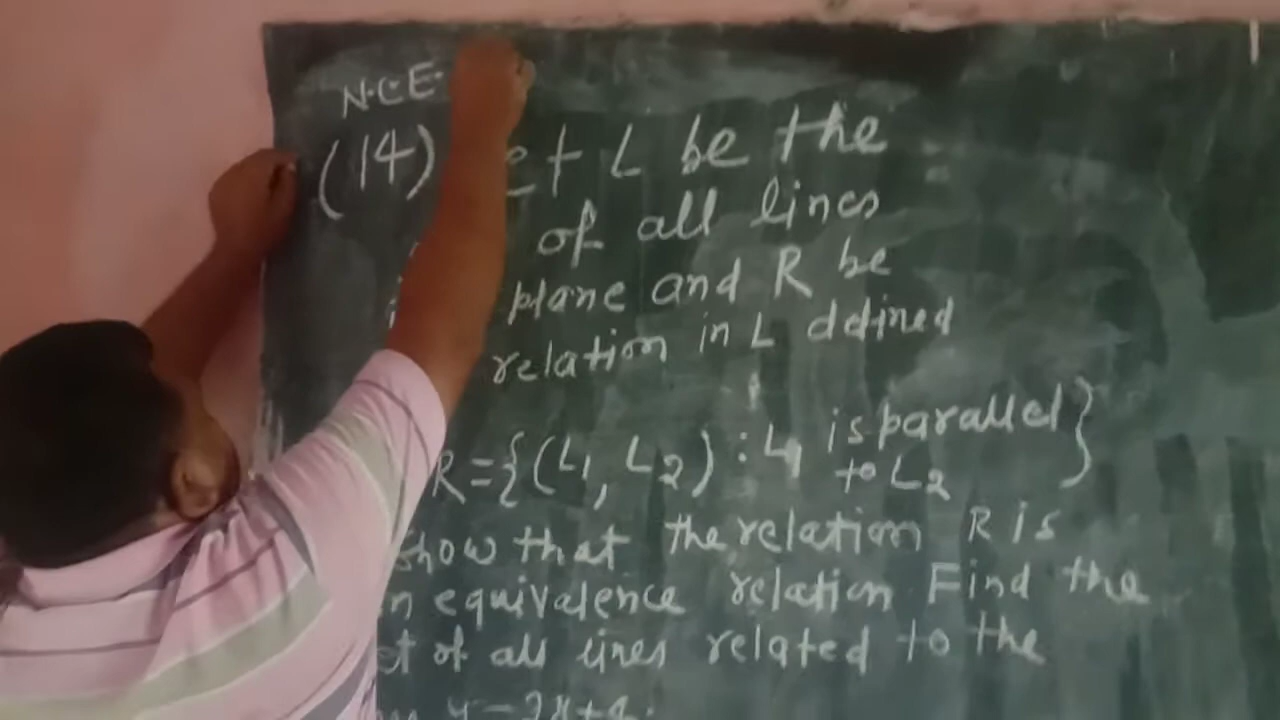 N.C.E.
(14) et L be the
of all lines
plane and R be
relation in L defined
R={(L1, L2) : L1 is parallel
to L2}
show that the relation R is
n equivalence relation Find the
et of all lines related to the